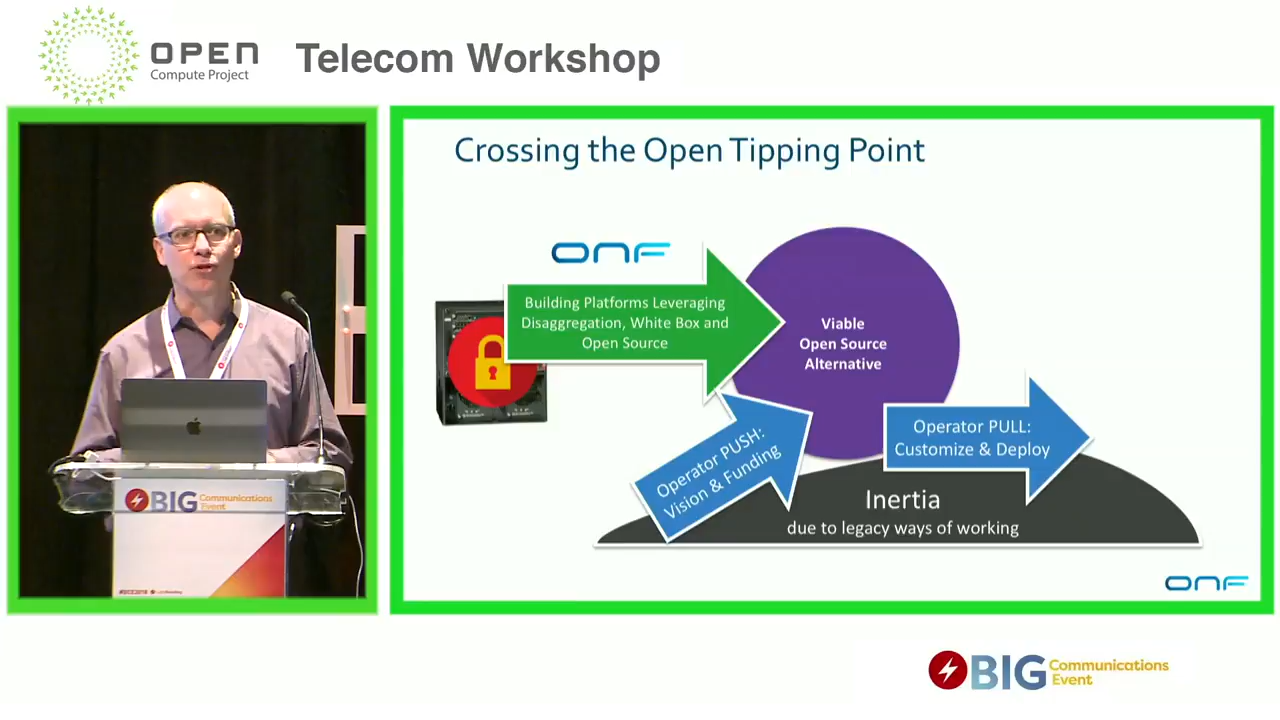 OPEN
Compute Project
Telecom Workshop
Crossing the Open Tipping Point
ONF
Building Platforms Leveraging
Disaggregation, White Box and
Open Source
Viable
Open Source
Alternative
Operator PUSH:
Vision & Funding
Operator PULL:
Customize & Deploy
Inertia
due to legacy ways of working
ONF
BIG Communications
Event
BIG Communications
Event